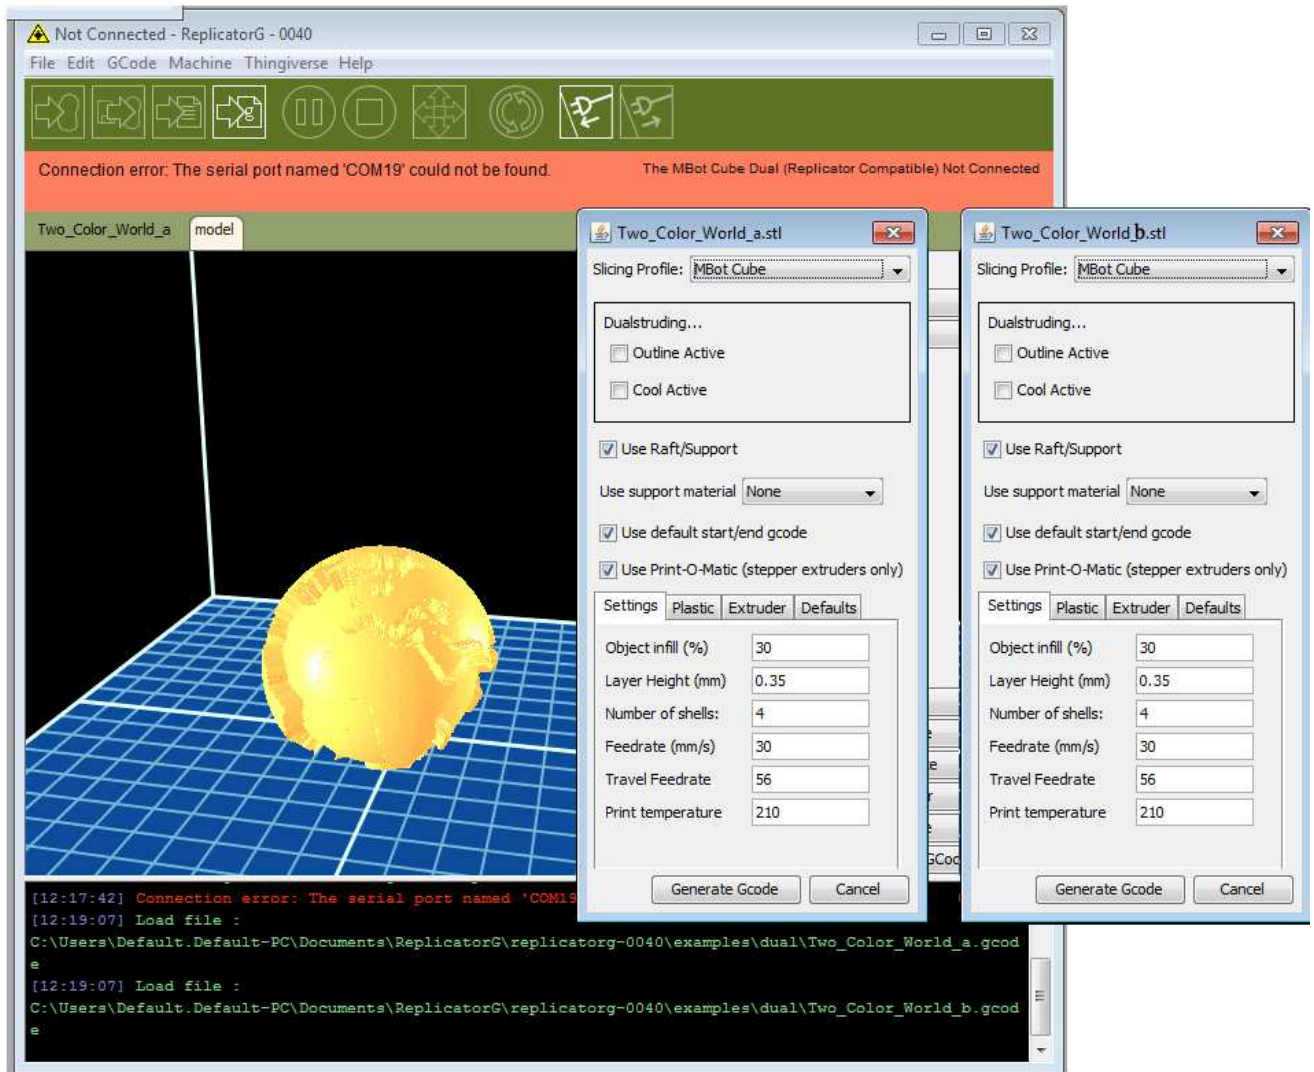 Not Connected - ReplicatorG - 0040
File Edit GCode Machine Thingiverse Help
Connection error: The serial port named 'COM19' could not be found.
The MBot Cube Dual (Replicator Compatible) Not Connected
Two_Color_World_a
model
Two_Color_World_a.stl
Slicing Profile: MBot Cube
Dualstruding...
Outline Active
Cool Active
Use Raft/Support
Use support material None
Use default start/end gcode
Use Print-O-Matic (stepper extruders only)
Settings Plastic Extruder Defaults
Object infill (%) 30
Layer Height (mm) 0.35
Number of shells: 4
Feedrate (mm/s) 30
Travel Feedrate 56
Print temperature 210
Generate Gcode Cancel
Two_Color_World_b.stl
Slicing Profile: MBot Cube
Dualstruding...
Outline Active
Cool Active
Use Raft/Support
Use support material None
Use default start/end gcode
Use Print-O-Matic (stepper extruders only)
Settings Plastic Extruder Defaults
Object infill (%) 30
Layer Height (mm) 0.35
Number of shells: 4
Feedrate (mm/s) 30
Travel Feedrate 56
Print temperature 210
Generate Gcode Cancel
[12:17:42] Connection error: The serial port named 'COM19
[12:19:07] Load file :
C:\Users\Default.Default-PC\Documents\ReplicatorG\replicatorg-0040\examples\dual\Two_Color_World_a.gcod
e
[12:19:07] Load file :
C:\Users\Default.Default-PC\Documents\ReplicatorG\replicatorg-0040\examples\dual\Two_Color_World_b.gcod
e